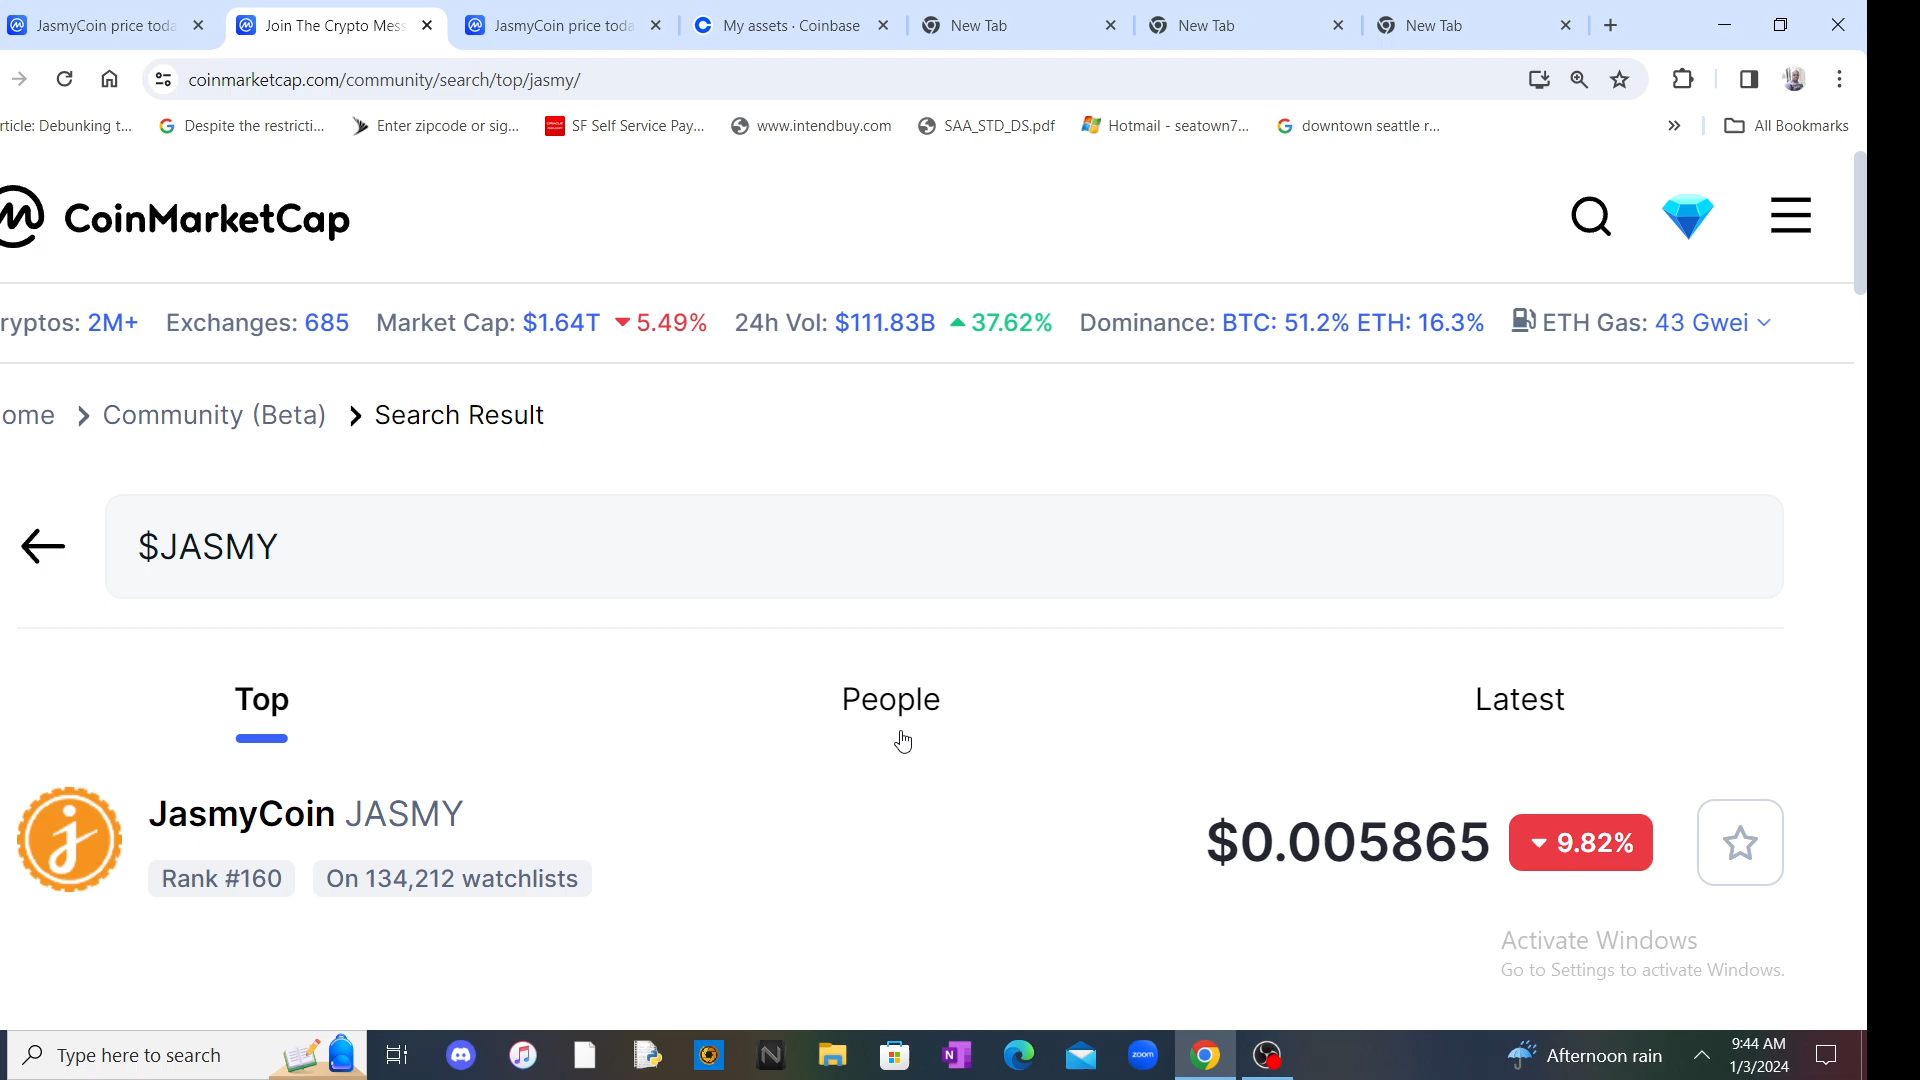 JasmyCoin price toda
Join The Crypto Mess
JasmyCoin price toda
My assets · Coinbase
New Tab
New Tab
New Tab
coinmarketcap.com/community/search/top/jasmy/
rticle: Debunking t...
Despite the restricti...
Enter zipcode or sig...
SF Self Service Pay...
www.intendbuy.com
SAA_STD_DS.pdf
Hotmail - seatown7...
downtown seattle r...
»
All Bookmarks
CoinMarketCap
ryptos: 2M+ Exchanges: 685 Market Cap: $1.64T 5.49% 24h Vol: $111.83B 37.62% Dominance: BTC: 51.2% ETH: 16.3% ETH Gas: 43 Gwei
ome > Community (Beta) > Search Result
$JASMY
Top
People
Latest
JasmyCoin JASMY
$0.005865
9.82%
Rank #160
On 134,212 watchlists
Activate Windows
Go to Settings to activate Windows.
Type here to search
zoom
Afternoon rain
9:44 AM
1/3/2024